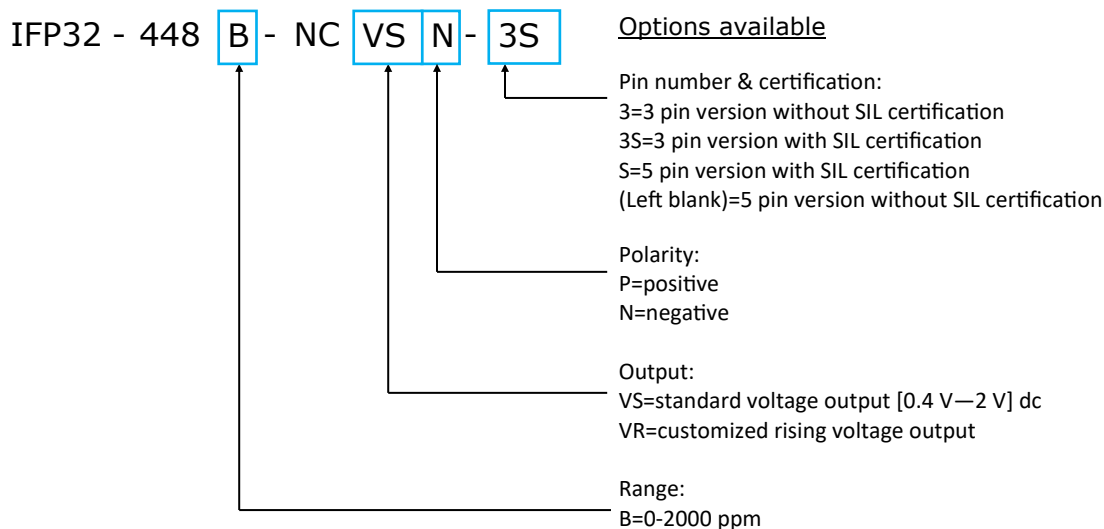 IFP32 - 448 B - NC VS N - 3S
Options available
Pin number & certification:
3=3 pin version without SIL certification
3S=3 pin version with SIL certification
S=5 pin version with SIL certification
(Left blank)=5 pin version without SIL certification
Polarity:
P=positive
N=negative
Output:
VS=standard voltage output [0.4 V—2 V] dc
VR=customized rising voltage output
Range:
B=0-2000 ppm